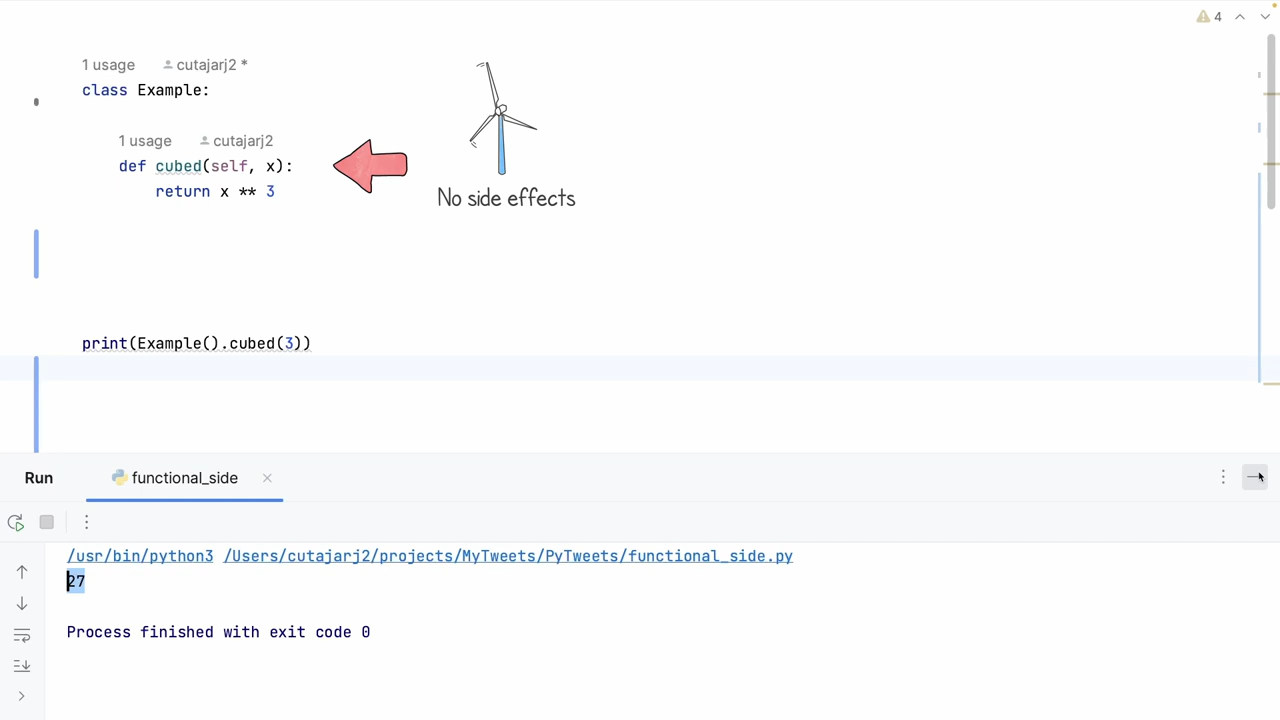 4
1 usage cutajarj2 *
class Example:
1 usage cutajarj2
def cubed(self, x):
return x ** 3
No side effects
print(Example().cubed(3))
Run functional_side
/usr/bin/python3 /Users/cutajarj2/projects/MyTweets/PyTweets/functional_side.py
27
Process finished with exit code 0